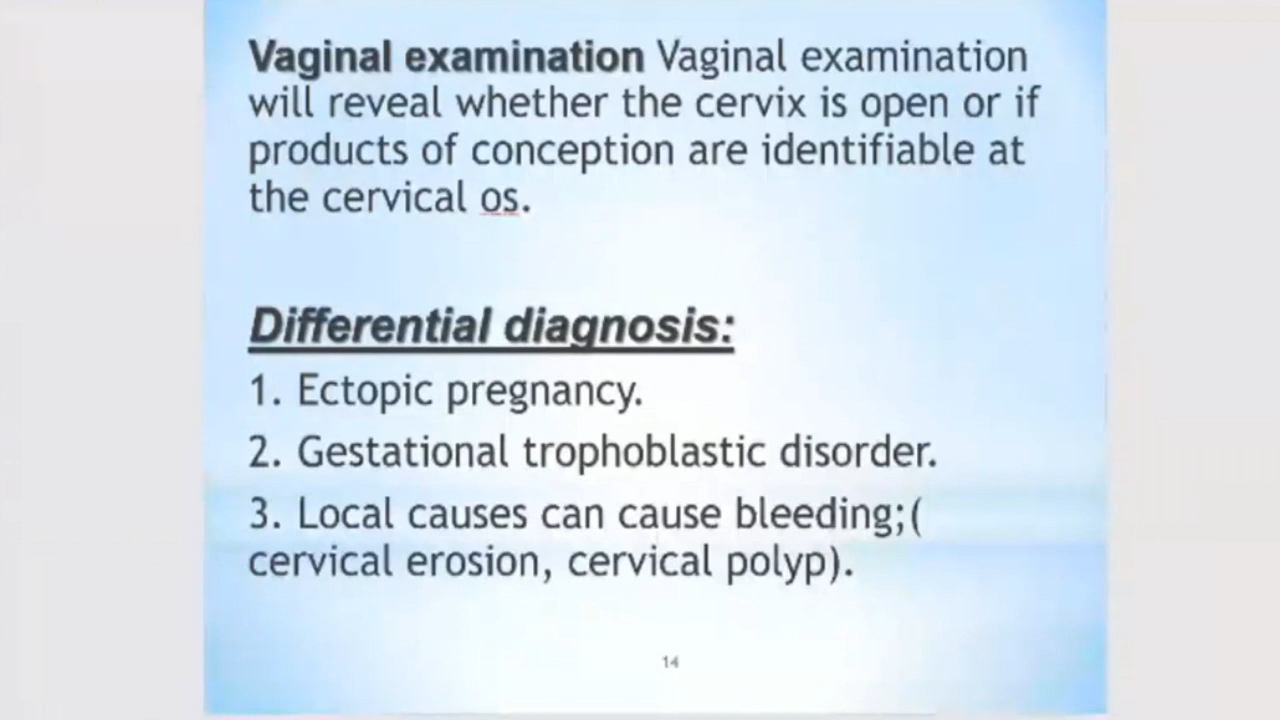 Vaginal examination Vaginal examination
will reveal whether the cervix is open or if
products of conception are identifiable at
the cervical os.
Differential diagnosis:
1. Ectopic pregnancy.
2. Gestational trophoblastic disorder.
3. Local causes can cause bleeding;(
cervical erosion, cervical polyp).
14